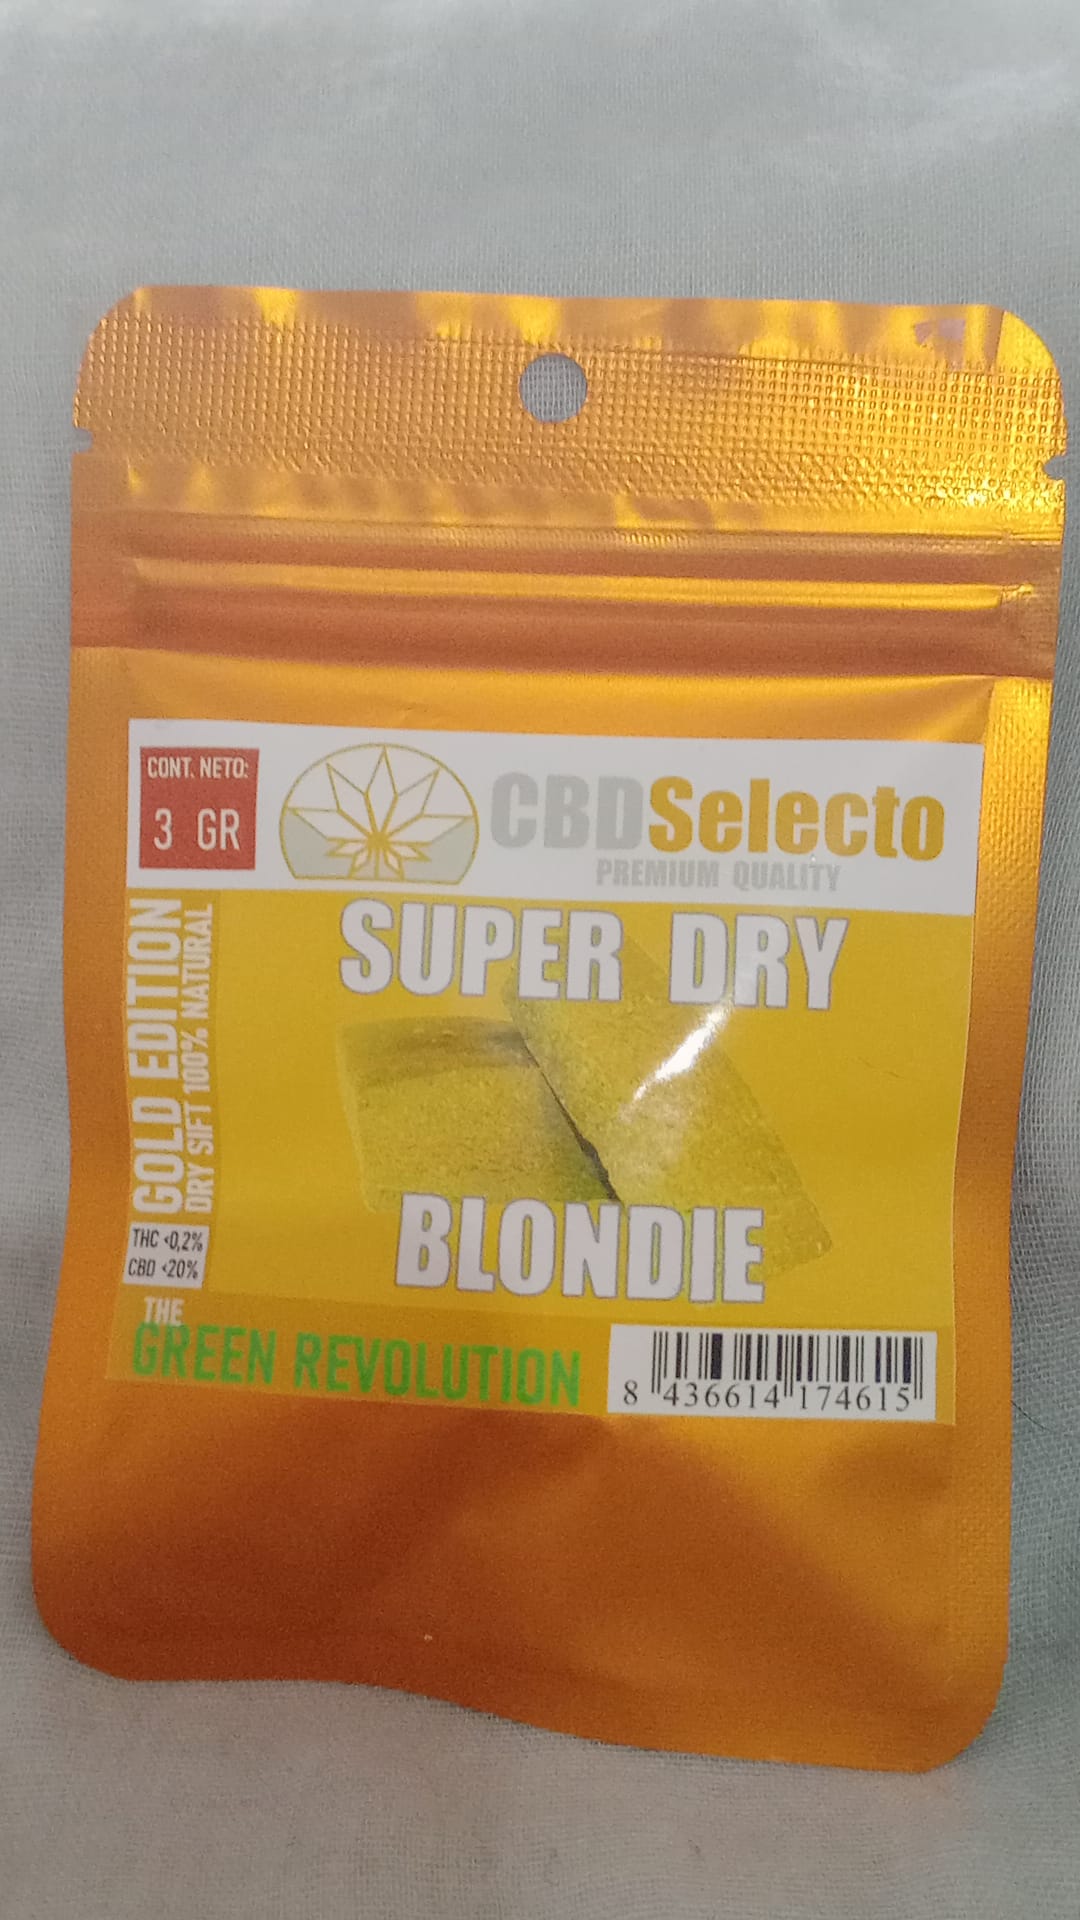 CONT. NETO:
3 GR
CBDSelecto
PREMIUM QUALITY
SUPER DRY
BLONDIE
GOLD EDITION
DRY SIFT 100% NATURAL
THC <0,2%
CBD <20%
THE
GREEN REVOLUTION
8 436614 174615